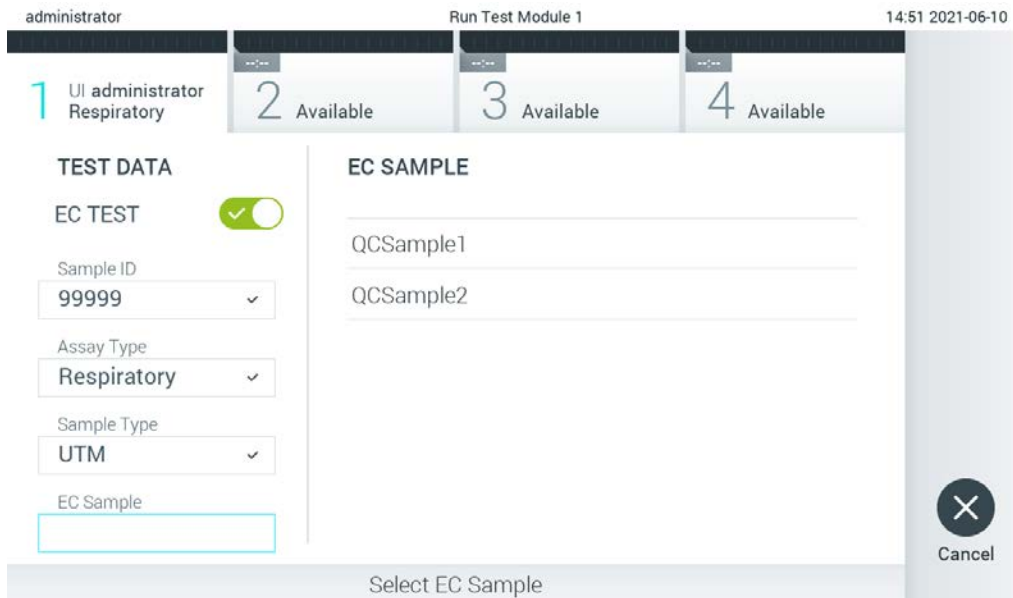 administrator Run Test Module 1 14:51 2021-06-10
--:-- --:-- --:--
1 UI administrator
Respiratory
2 Available
3 Available
4 Available
TEST DATA
EC TEST
Sample ID
99999
Assay Type
Respiratory
Sample Type
UTM
EC Sample
EC SAMPLE
QCSample1
QCSample2
Cancel
Select EC Sample